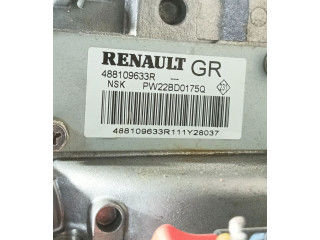 RENAULT GR
488109633R ---
NSK PW22BD0175Q
488109633R111Y28037